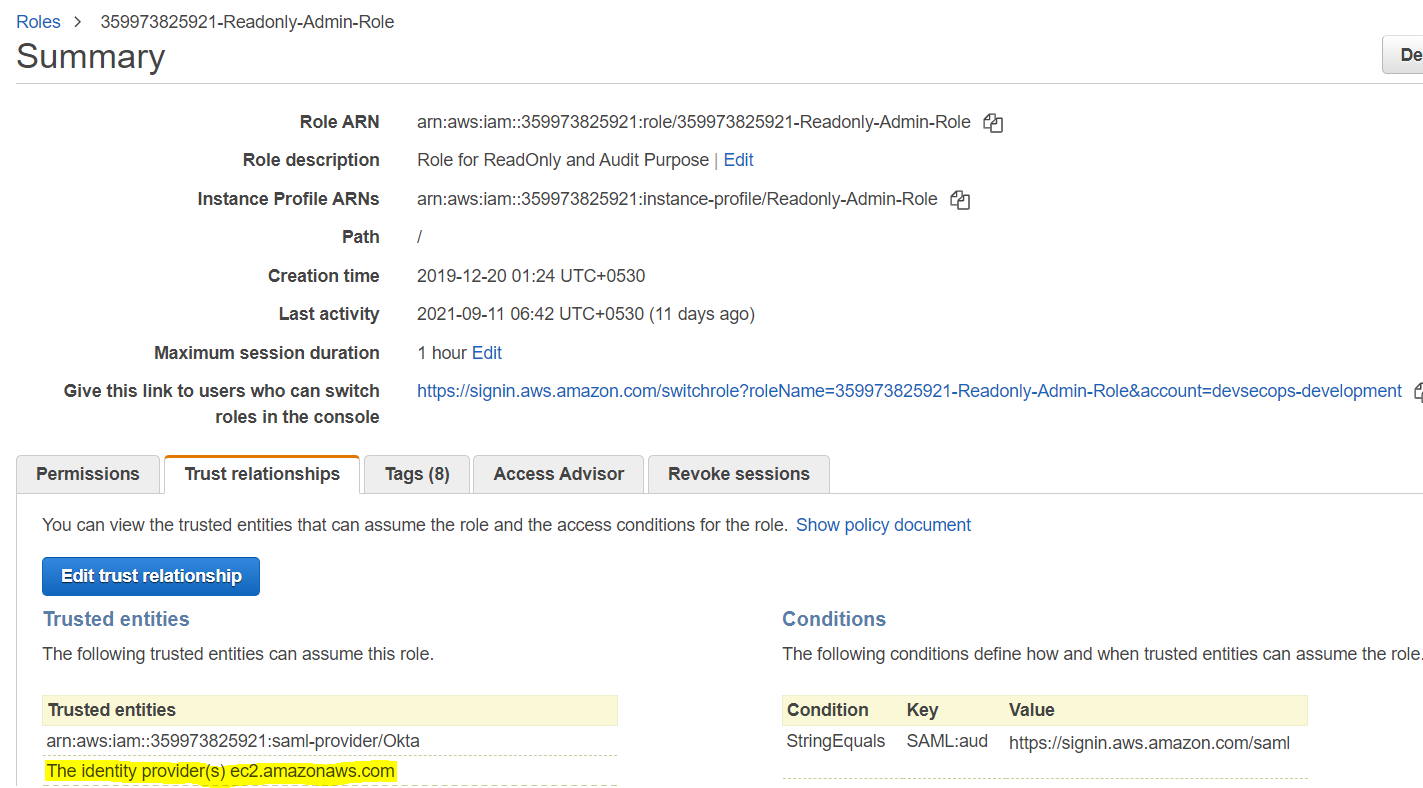 Roles > 359973825921-Readonly-Admin-Role
Summary
De
Role ARN arn:aws:iam::359973825921:role/359973825921-Readonly-Admin-Role
Role description Role for ReadOnly and Audit Purpose | Edit
Instance Profile ARNs arn:aws:iam::359973825921:instance-profile/Readonly-Admin-Role
Path /
Creation time 2019-12-20 01:24 UTC+0530
Last activity 2021-09-11 06:42 UTC+0530 (11 days ago)
Maximum session duration 1 hour Edit
Give this link to users who can switch https://signin.aws.amazon.com/switchrole?roleName=359973825921-Readonly-Admin-Role&account=devsecops-development
roles in the console
Permissions Trust relationships Tags (8) Access Advisor Revoke sessions
You can view the trusted entities that can assume the role and the access conditions for the role. Show policy document
Edit trust relationship
Trusted entities
The following trusted entities can assume this role.
Trusted entities
arn:aws:iam::359973825921:saml-provider/Okta
The identity provider(s) ec2.amazonaws.com
Conditions
The following conditions define how and when trusted entities can assume the role.
Condition Key Value
StringEquals SAML:aud https://signin.aws.amazon.com/saml